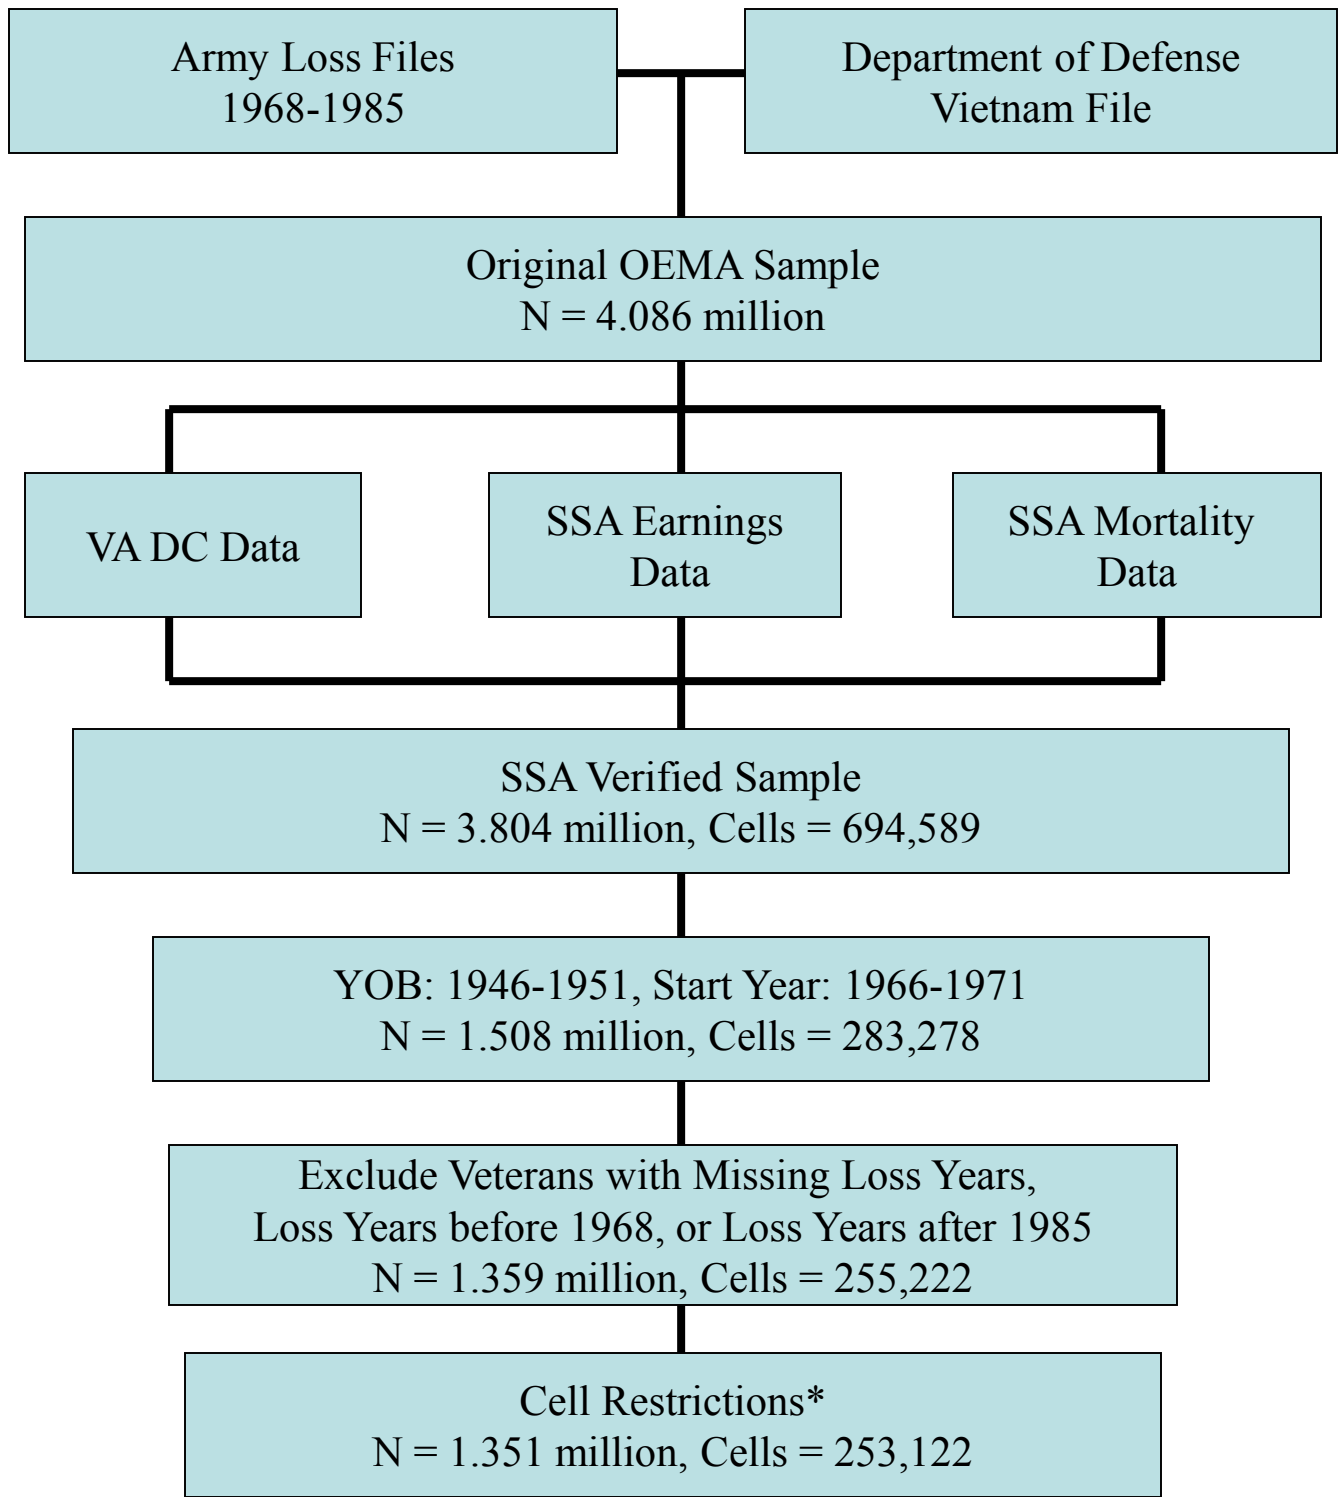 Army Loss Files
1968-1985
Department of Defense
Vietnam File
Original OEMA Sample
N = 4.086 million
VA DC Data
SSA Earnings
Data
SSA Mortality
Data
SSA Verified Sample
N = 3.804 million, Cells = 694,589
YOB: 1946-1951, Start Year: 1966-1971
N = 1.508 million, Cells = 283,278
Exclude Veterans with Missing Loss Years,
Loss Years before 1968, or Loss Years after 1985
N = 1.359 million, Cells = 255,222
Cell Restrictions*
N = 1.351 million, Cells = 253,122